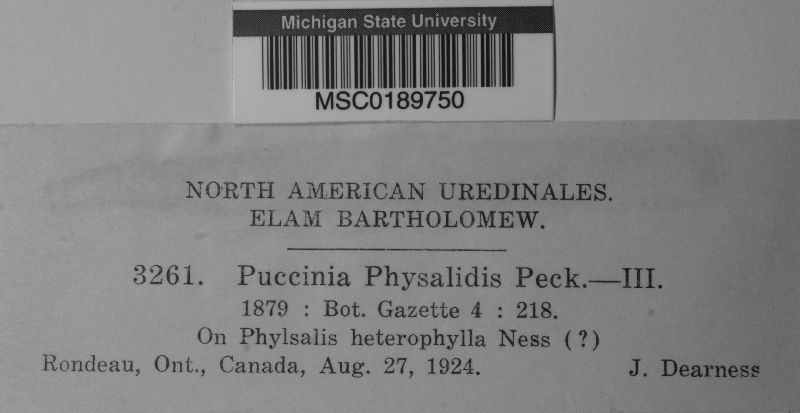 Michigan State University
MSC0189750
NORTH AMERICAN UREDINALES.
ELAM BARTHOLOMEW.
3261. Puccinia Physalidis Peck.—III.
1879 : Bot. Gazette 4 : 218.
On Phylsalis heterophylla Ness (?)
Rondeau, Ont., Canada, Aug. 27, 1924. J. Dearness